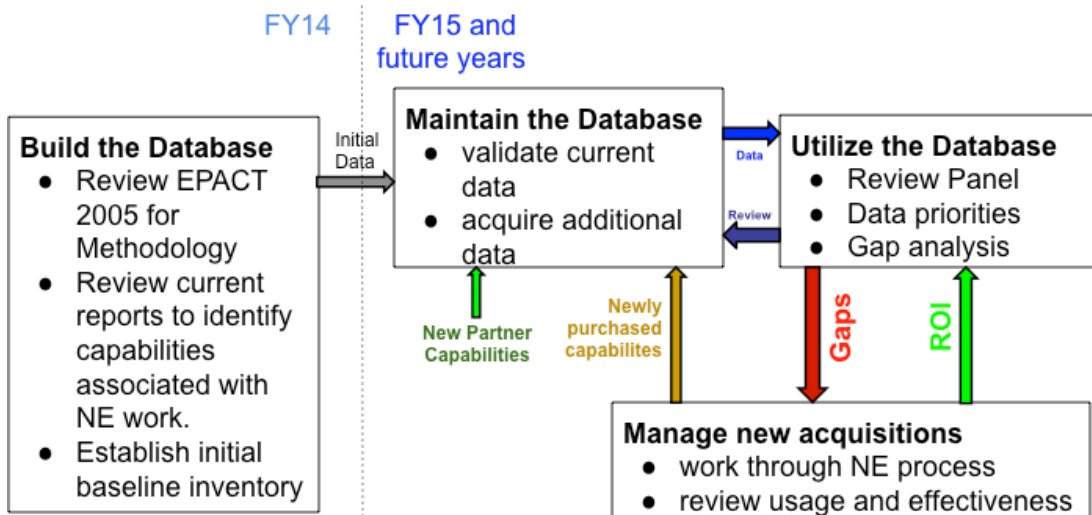 FY14
FY15 and
future years
Build the Database
● Review EPACT
2005 for
Methodology
● Review current
reports to identify
capabilities
associated with
NE work.
● Establish initial
baseline inventory
Initial
Data
Maintain the Database
● validate current
data
● acquire additional
data
Data
Review
Utilize the Database
● Review Panel
● Data priorities
● Gap analysis
New Partner
Capabilities
Newly
purchased
capabilites
Gaps
ROI
Manage new acquisitions
● work through NE process
● review usage and effectiveness